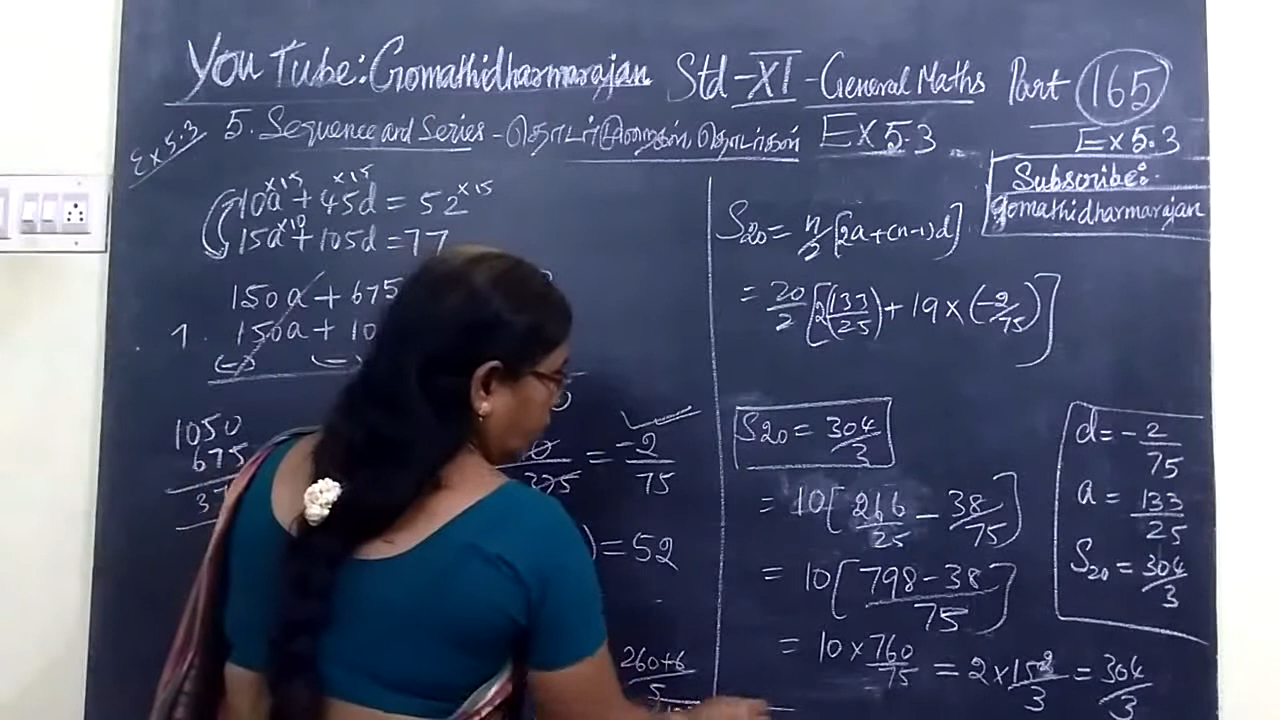 You Tube: Gomathidharmarajan Std - XI - General Maths Part 165
Ex 5.3
5. Sequence and Series - தொடர் தொடர்கள் Ex 5.3
Ex 5.3
Subscribe:
gomathidharmarajan
10a×15 + 45d×15 = 52×15
15a×10 + 105d = 77
150a + 675
1. 150a + 10
(-) (-)
1050
675
37
= -2/75
) = 52
260+6/5
S20 = n/2 [2a+(n-1)d]
= 20/2 [2(133/25) + 19 × (-2/75)]
S20 = 304/3
= 10[266/25 - 38/75]
= 10[798-38/75]
= 10 × 760/75 = 2 × 152/3 = 304/3
d = -2/75
a = 133/25
S20 = 304/3